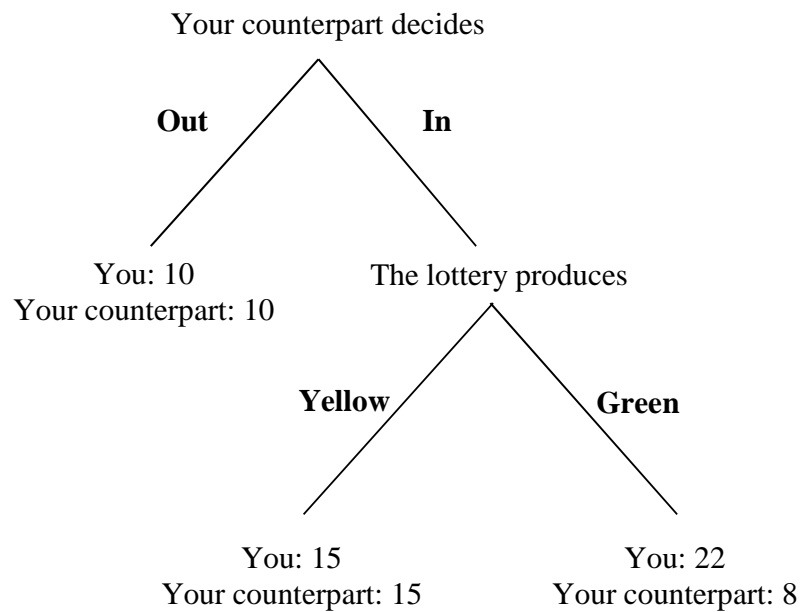 Your counterpart decides
Out
In
You: 10
Your counterpart: 10
The lottery produces
Yellow
Green
You: 15
Your counterpart: 15
You: 22
Your counterpart: 8